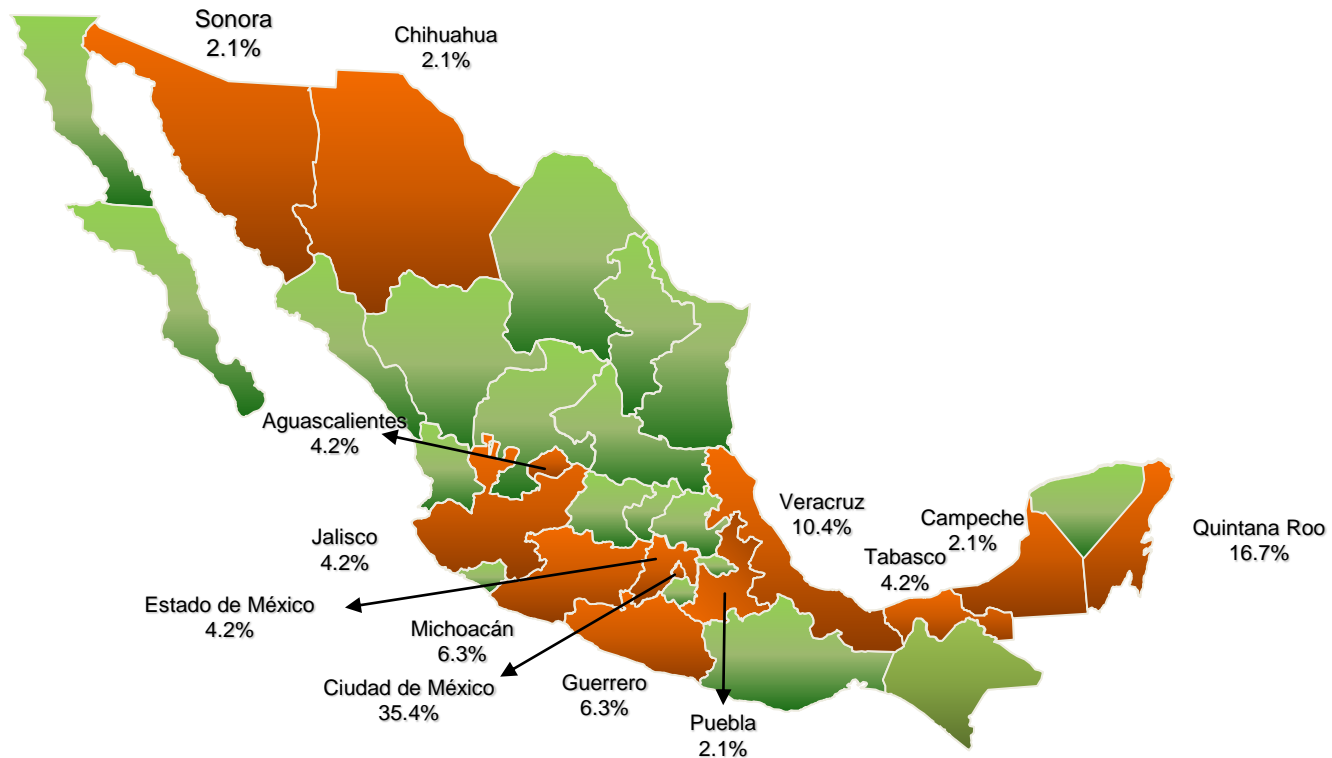 Sonora
2.1%
Chihuahua
2.1%
Aguascalientes
4.2%
Jalisco
4.2%
Estado de México
4.2%
Michoacán
6.3%
Ciudad de México
35.4%
Guerrero
6.3%
Puebla
2.1%
Veracruz
10.4%
Tabasco
4.2%
Campeche
2.1%
Quintana Roo
16.7%